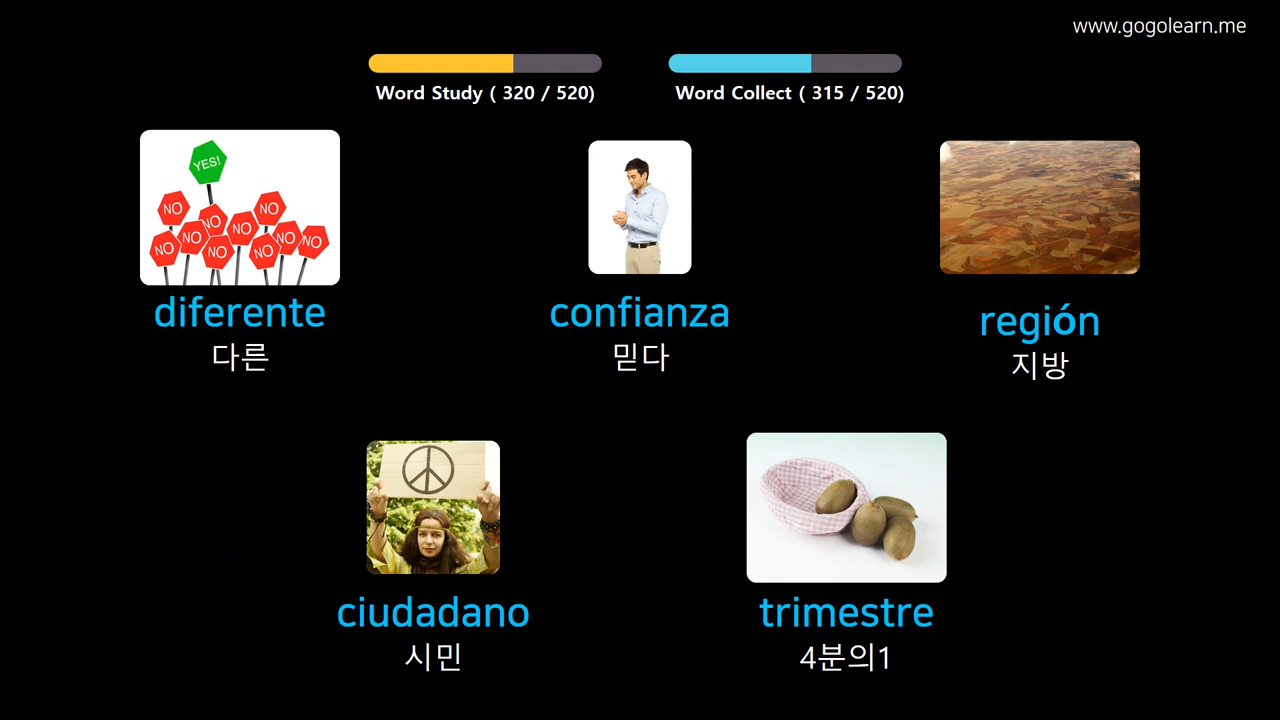 www.gogolearn.me
Word Study ( 320 / 520)
Word Collect ( 315 / 520)
YES!
NO
NO
NO
NO
NO
NO
NO
NO
NO
NO
diferente
다른
confianza
믿다
región
지방
ciudadano
시민
trimestre
4분의1